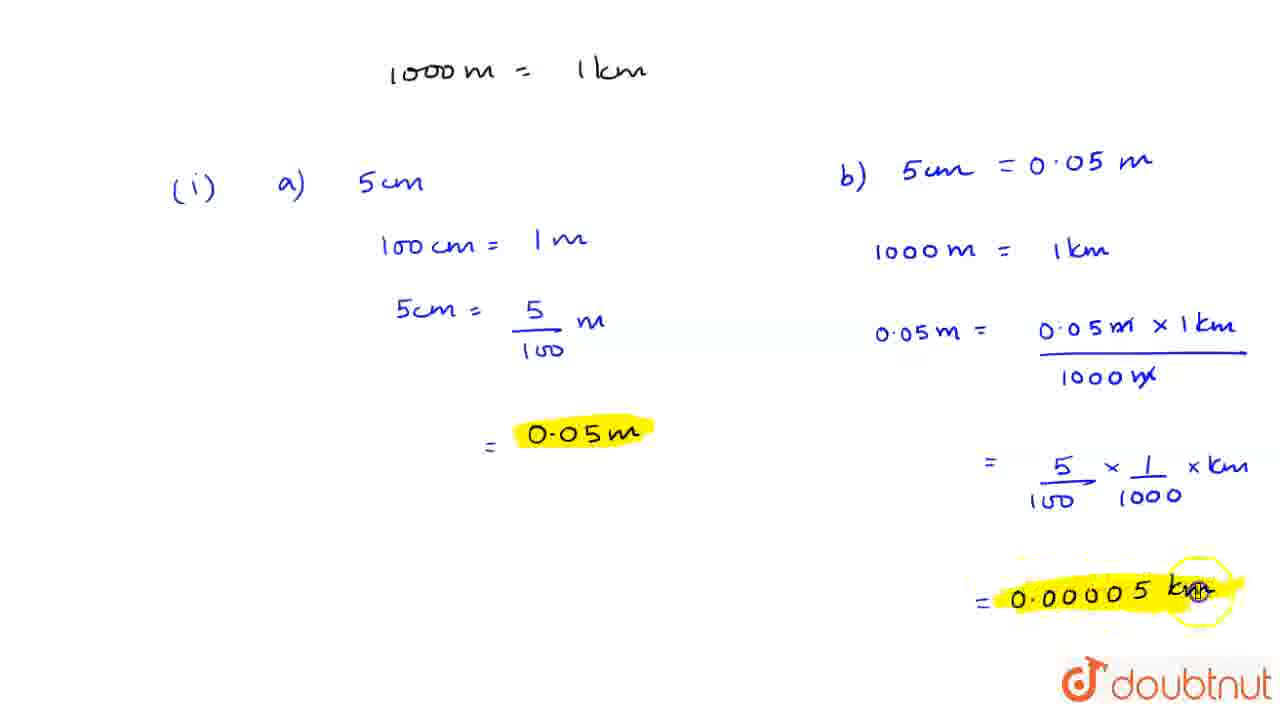 1000 m = 1 km
(i) a) 5 cm
100 cm = 1 m
5 cm = 5/100 m
= 0.05 m
b) 5 cm = 0.05 m
1000 m = 1 km
0.05 m = 0.05 m × 1 km / 1000 m
= 5/100 × 1/1000 × km
= 0.00005 km
doubtnut